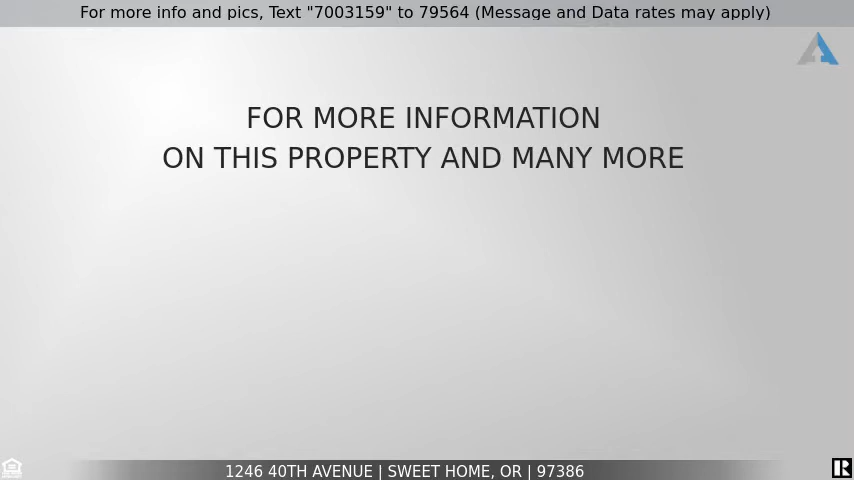 For more info and pics, Text "7003159" to 79564 (Message and Data rates may apply)
FOR MORE INFORMATION
ON THIS PROPERTY AND MANY MORE
1246 40TH AVENUE | SWEET HOME, OR | 97386